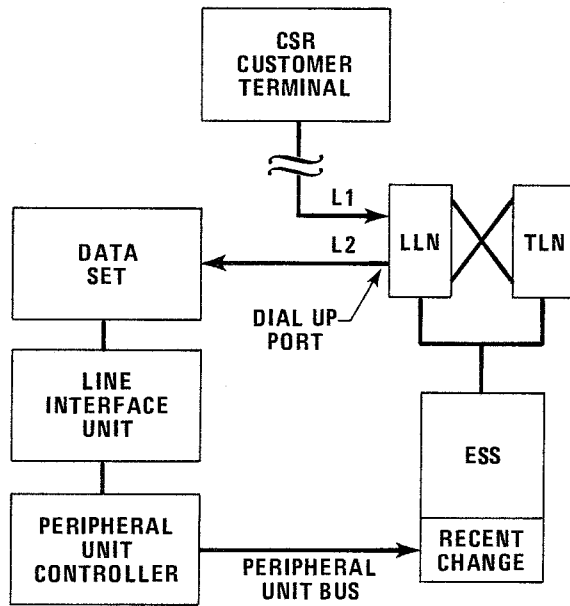 CSR
CUSTOMER
TERMINAL
L1
LLN
TLN
DATA
SET
L2
DIAL UP
PORT
LINE
INTERFACE
UNIT
ESS
PERIPHERAL
UNIT
CONTROLLER
PERIPHERAL
UNIT BUS
RECENT
CHANGE